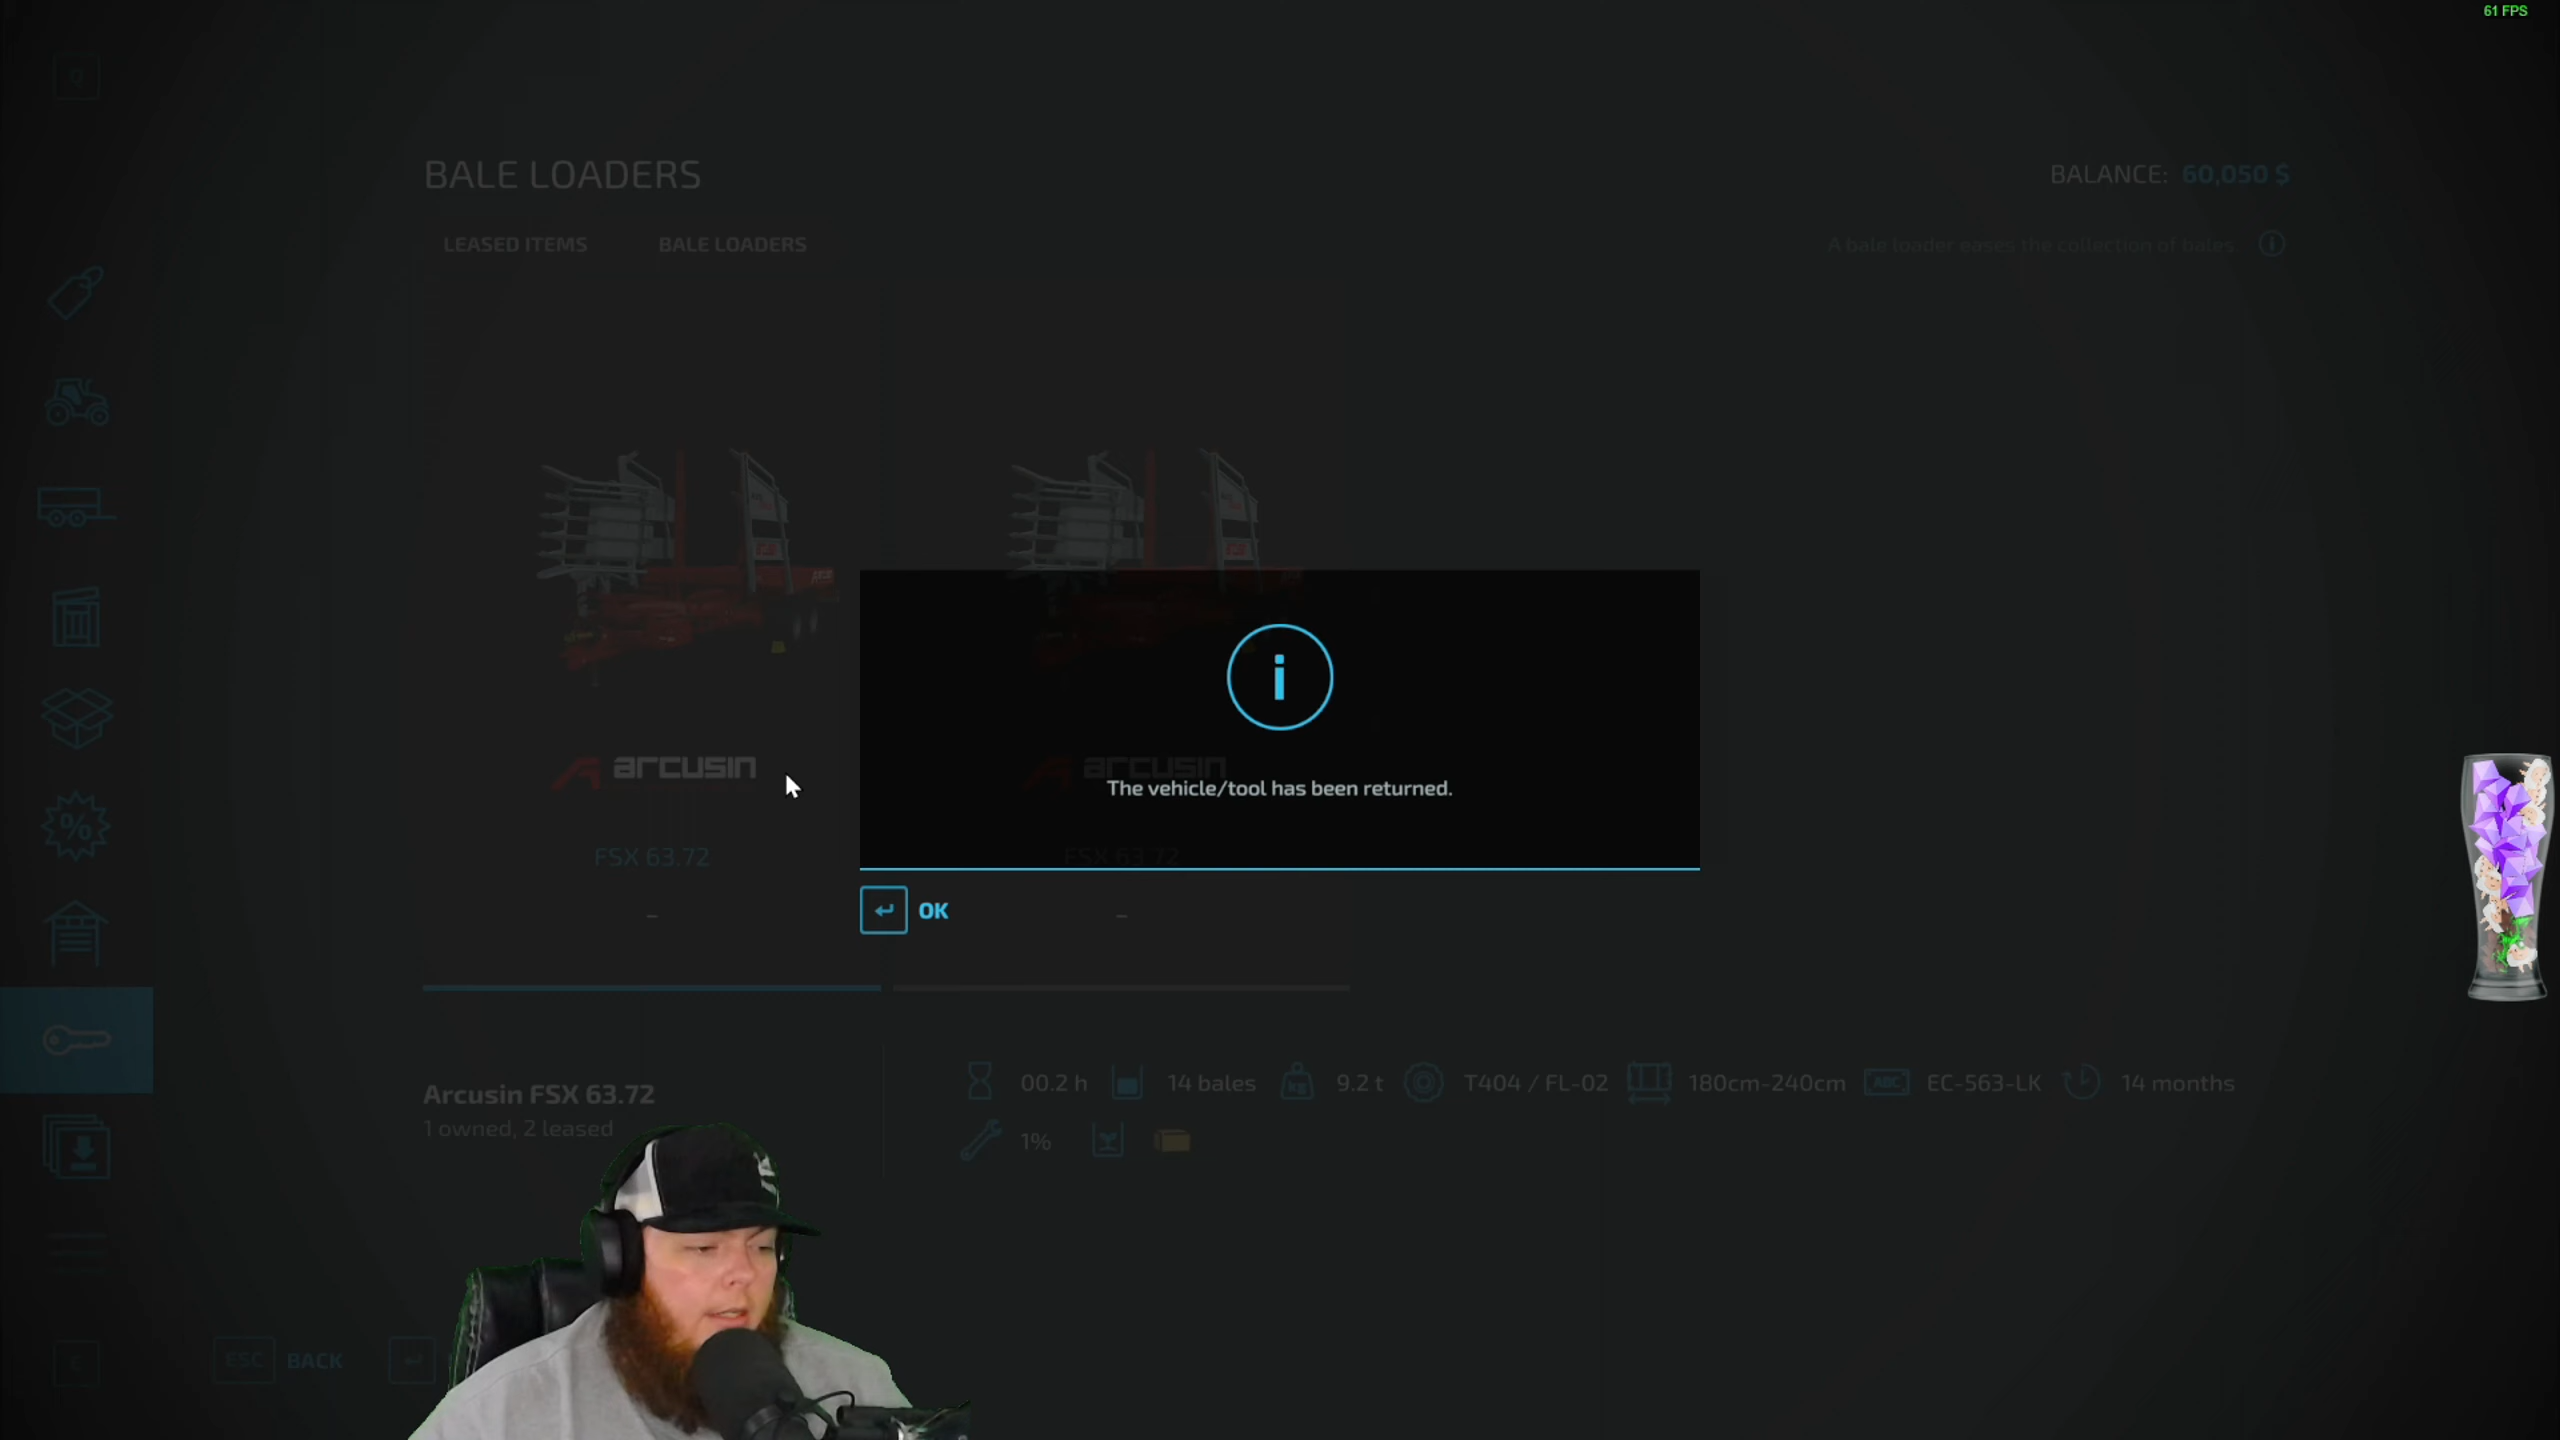 61 FPS
Q
BALE LOADERS
BALANCE: 60,050 $
LEASED ITEMS BALE LOADERS
A bale loader eases the collection of bales.
arcusin
arcusin
The vehicle/tool has been returned.
FSX 63.72
FSX 63.72
–
–
OK
Arcusin FSX 63.72
1 owned, 2 leased
00.2 h 14 bales 9.2 t T404 / FL-02 180cm-240cm ABC EC-563-LK 14 months
1%
E
ESC BACK